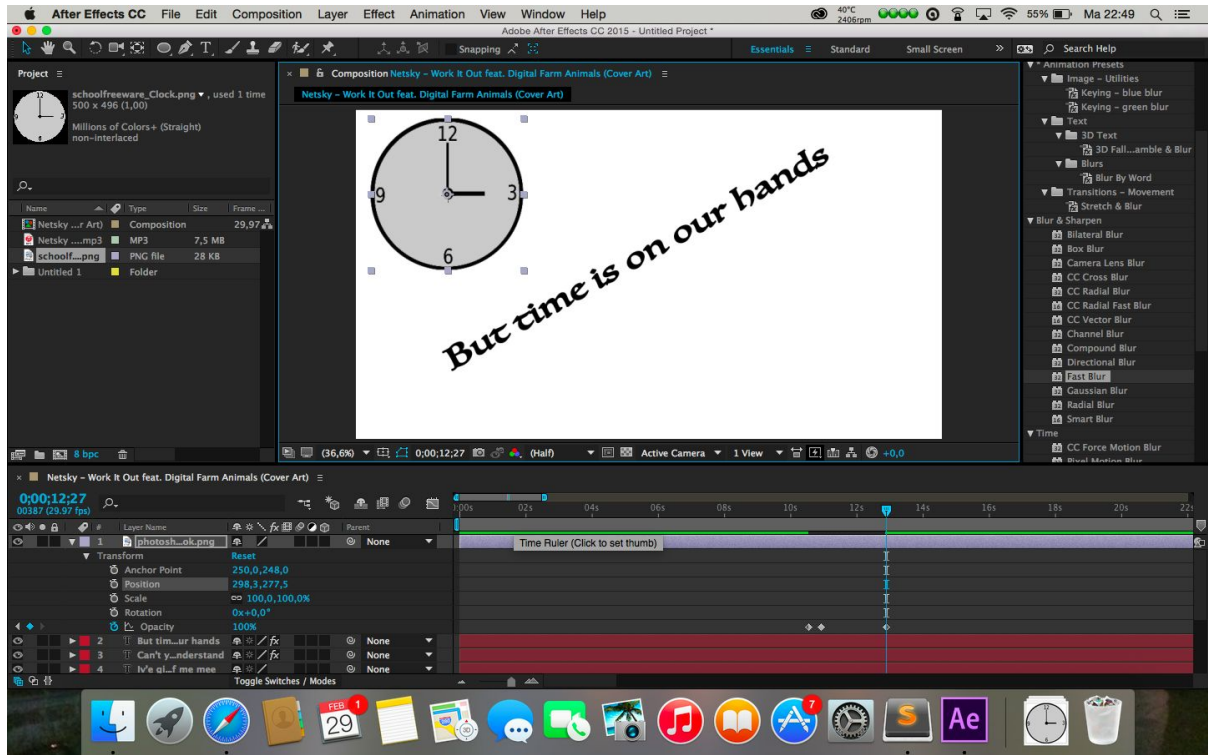 After Effects CC File Edit Composition Layer Effect Animation View Window Help 40°C 2406rpm 55% Ma 22:49
Adobe After Effects CC 2015 - Untitled Project *
Snapping Essentials Standard Small Screen » Search Help
Project
schoolfreeware_Clock.png ▼ , used 1 time
500 x 496 (1,00)
Millions of Colors+ (Straight)
non-interlaced
Name Type Size Frame ...
Netsky ...r Art) Composition 29,97
Netsky ....mp3 MP3 7,5 MB
schoolf....png PNG file 28 KB
Untitled 1 Folder
8 bpc
× Composition Netsky – Work It Out feat. Digital Farm Animals (Cover Art)
Netsky – Work It Out feat. Digital Farm Animals (Cover Art)
12
9 3
6
But time is on our hands
(36,6%) 0;00;12;27 (Half) Active Camera 1 View +0,0
* Animation Presets
Image – Utilities
Keying – blue blur
Keying – green blur
Text
3D Text
3D Fall...amble & Blur
Blurs
Blur By Word
Transitions – Movement
Stretch & Blur
Blur & Sharpen
Bilateral Blur
Box Blur
Camera Lens Blur
CC Cross Blur
CC Radial Blur
CC Radial Fast Blur
CC Vector Blur
Channel Blur
Compound Blur
Directional Blur
Fast Blur
Gaussian Blur
Radial Blur
Smart Blur
Time
CC Force Motion Blur
Pixel Motion Blur
× Netsky – Work It Out feat. Digital Farm Animals (Cover Art)
0;00;12;27
00387 (29.97 fps)
02s 04s 06s 08s 10s 12s 14s 16s 18s 20s
# Layer Name Parent
1 photosh...ok.png None
Time Ruler (Click to set thumb)
Transform Reset
Anchor Point 250,0,248,0
Position 298,3,277,5
Scale 100,0,100,0%
Rotation 0x+0,0°
Opacity 100%
2 T But tim...ur hands fx None
3 T Can't y...nderstand fx None
4 T Iv'e gi...f me mee None
Toggle Switches / Modes
FEB
29
1
7
S
Ae